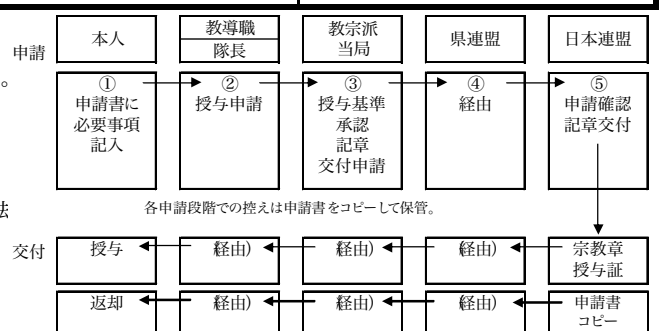 申請
本人
教導職
隊長
教宗派
当局
県連盟
日本連盟
。
①
申請書に
必要事項
記入
②
授与申請
③
授与基準
承認
記章
交付申請
④
経由
⑤
申請確認
記章交付
法
各申請段階での控えは申請書をコピーして保管。
交付
授与
経由)
経由)
経由)
宗教章
授与証
返却
経由)
経由)
経由)
申請書
コピー